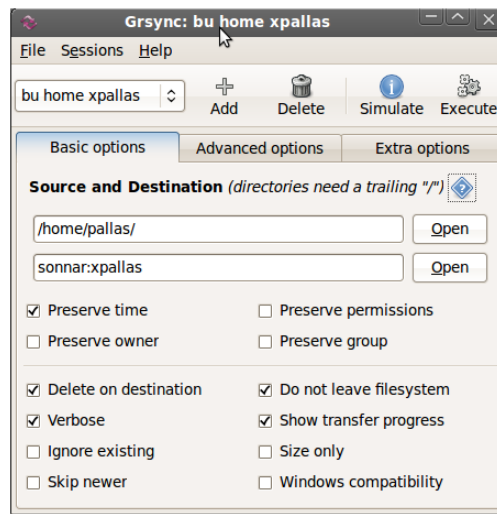 Grsync: bu home xpallas
File Sessions Help
bu home xpallas Add Delete Simulate Execute
Basic options Advanced options Extra options
Source and Destination (directories need a trailing "/")
/home/pallas/ Open
sonnar:xpallas Open
Preserve time Preserve permissions
Preserve owner Preserve group
Delete on destination Do not leave filesystem
Verbose Show transfer progress
Ignore existing Size only
Skip newer Windows compatibility